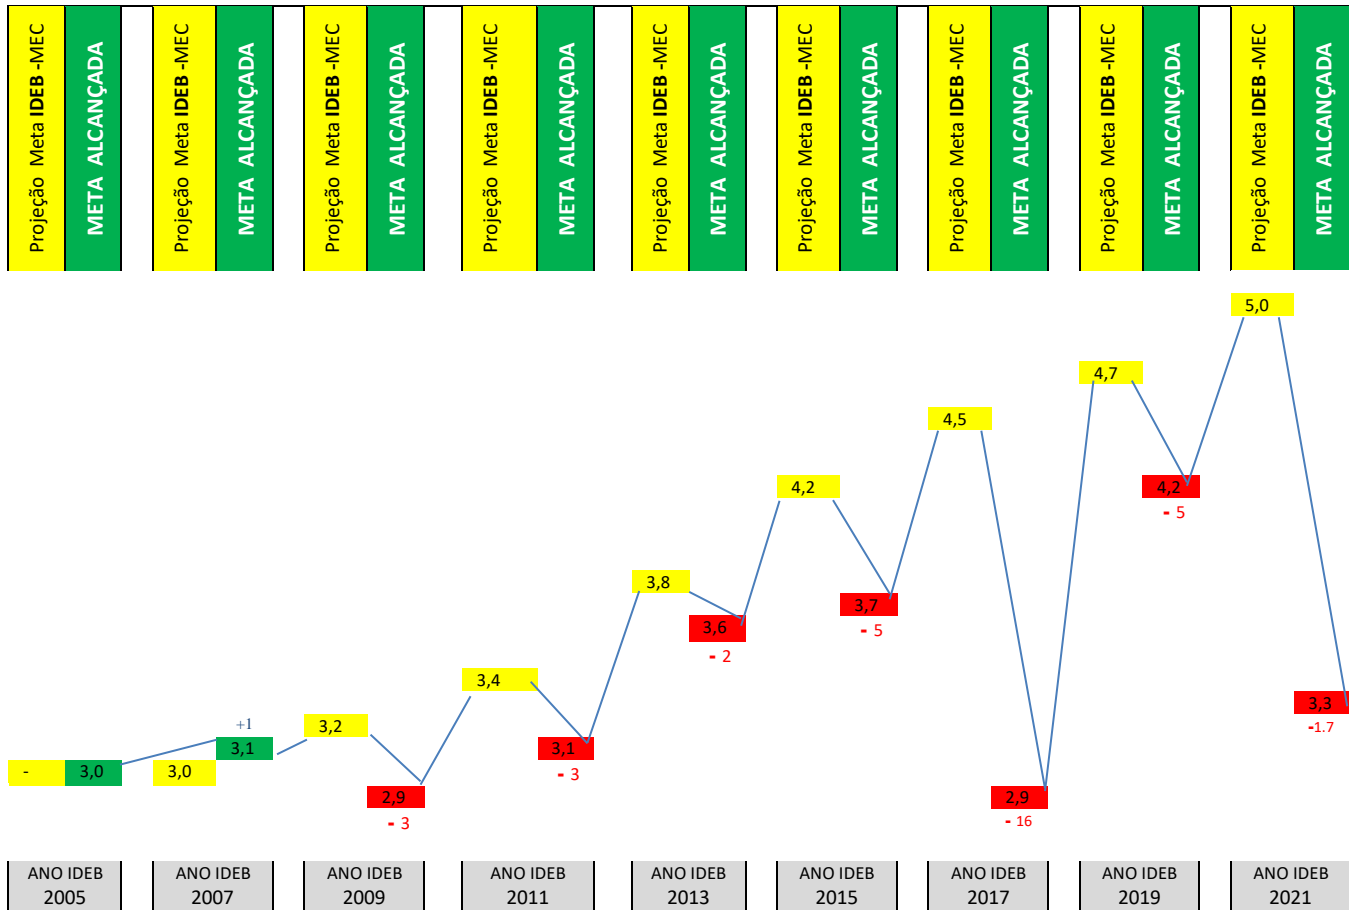 Projeção Meta IDEB -MEC
META ALCANÇADA
Projeção Meta IDEB -MEC
META ALCANÇADA
Projeção Meta IDEB -MEC
META ALCANÇADA
Projeção Meta IDEB -MEC
META ALCANÇADA
Projeção Meta IDEB -MEC
META ALCANÇADA
Projeção Meta IDEB -MEC
META ALCANÇADA
Projeção Meta IDEB -MEC
META ALCANÇADA
Projeção Meta IDEB -MEC
META ALCANÇADA
Projeção Meta IDEB -MEC
META ALCANÇADA
-
3,0
3,0
+1
3,1
3,2
2,9
- 3
3,4
3,1
- 3
3,8
3,6
- 2
4,2
3,7
- 5
4,5
2,9
- 16
4,7
4,2
- 5
5,0
3,3
-1.7
ANO IDEB
2005
ANO IDEB
2007
ANO IDEB
2009
ANO IDEB
2011
ANO IDEB
2013
ANO IDEB
2015
ANO IDEB
2017
ANO IDEB
2019
ANO IDEB
2021